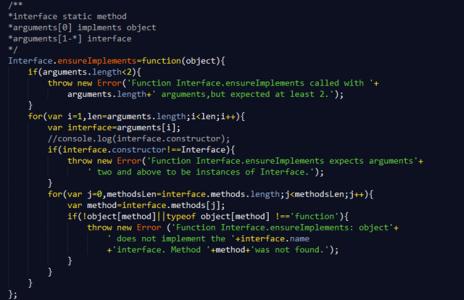 /**
*interface static method
*arguments[0] implments object
*arguments[1-*] interface
*/
Interface.ensureImplements=function(object){
if(arguments.length<2){
throw new Error('Function Interface.ensureImplements called with '+
arguments.length+' arguments,but expected at least 2.');
}
for(var i=1,len=arguments.length;i<len;i++){
var interface=arguments[i];
//console.log(interface.constructor);
if(interface.constructor!==Interface){
throw new Error('Function Interface.ensureImplements expects arguments'+
' two and above to be instances of Interface.');
}
for(var j=0,methodsLen=interface.methods.length;j<methodsLen;j++){
var method=interface.methods[j];
if(!object[method]||typeof object[method] !=='function'){
throw new Error ('Function Interface.ensureImplements: object'+
' does not implement the '+interface.name
+'interface. Method '+method+'was not found.');
}
}
}
};